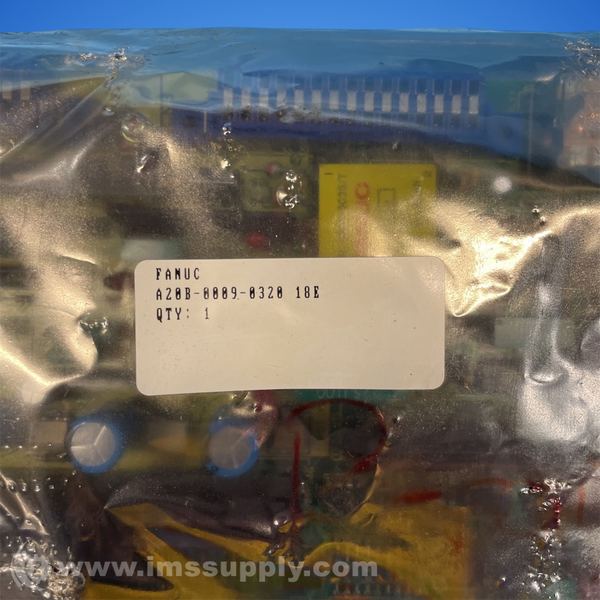 FANUC
A20B-0009-0320 18E
QTY: 1
www.imssupply.com